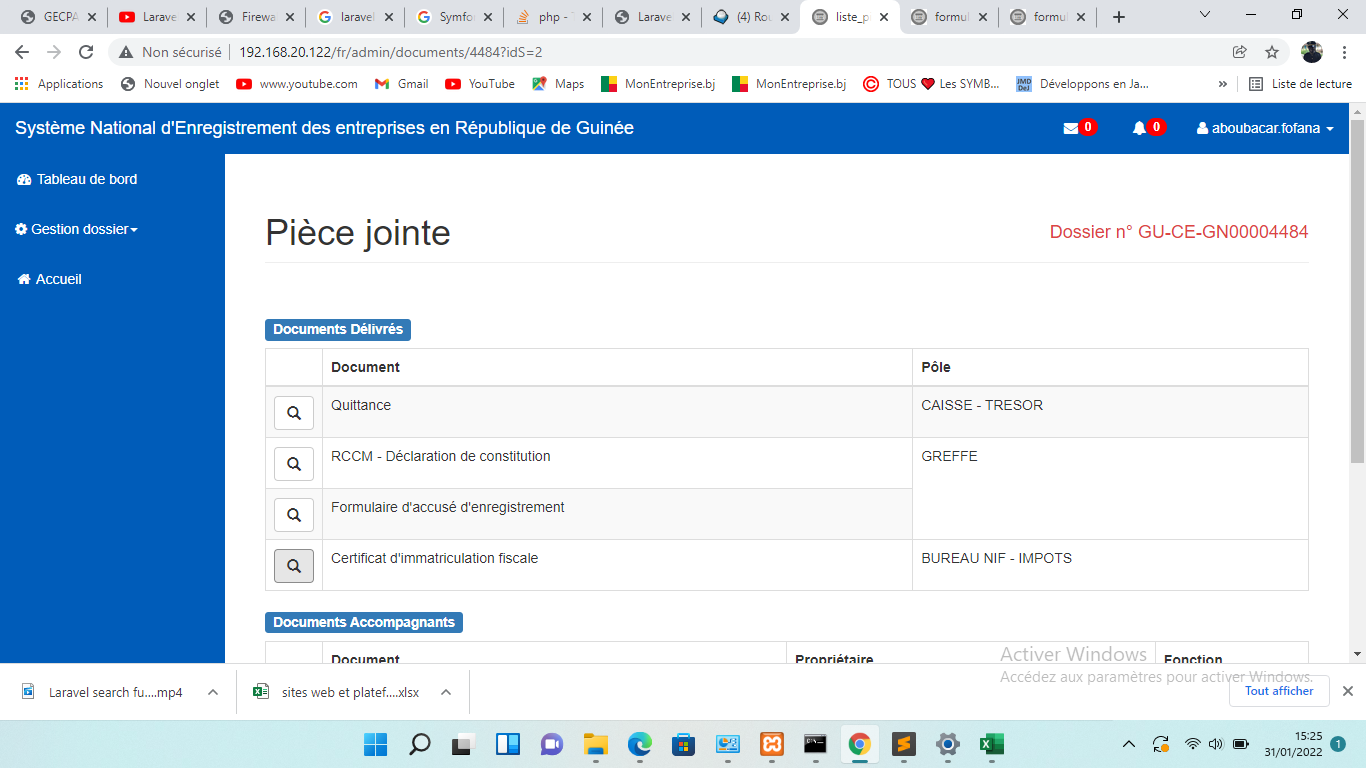 GECPA
Larave
Firewa
laravel
Symfo
php - T
Larave
(4) Rou
liste_p
formul
formul
Non sécurisé
192.168.20.122/fr/admin/documents/4484?idS=2
Applications
Nouvel onglet
www.youtube.com
Gmail
YouTube
Maps
MonEntreprise.bj
MonEntreprise.bj
TOUS ❤ Les SYMB...
JMD DeJ
Développons en Ja...
»
Liste de lecture
Système National d'Enregistrement des entreprises en République de Guinée
0
0
aboubacar.fofana
Tableau de bord
Gestion dossier
Accueil
Pièce jointe
Dossier n° GU-CE-GN00004484
Documents Délivrés
Document
Pôle
Quittance
CAISSE - TRESOR
RCCM - Déclaration de constitution
GREFFE
Formulaire d'accusé d'enregistrement
Certificat d'immatriculation fiscale
BUREAU NIF - IMPOTS
Documents Accompagnants
Document
Propriétaire
Fonction
Activer Windows
Accédez aux paramètres pour activer Windows.
Laravel search fu....mp4
sites web et platef....xlsx
Tout afficher
15:25
31/01/2022
1